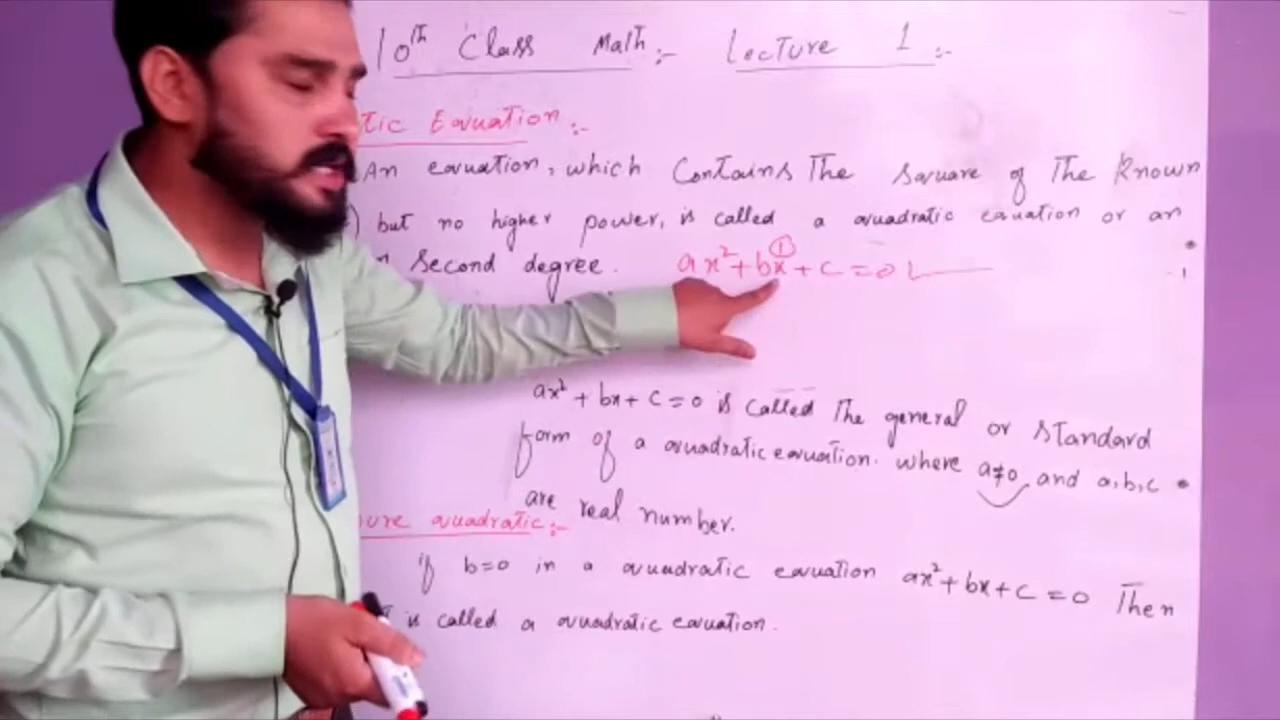 10th Class Math:- Lecture 1:-
tic Equation:-
An equation, which Contains The Square of The Known
) but no higher power, is called a quadratic equation or an
n second degree. ax²+bx+c=0
1
ax²+bx+c=0 is called The general or standard
form of a quadratic equation. where a≠0 and a,b,c
are real number.
ure quadratic:-
if b=0 in a quadratic equation ax²+bx+c=0 Then
is called a quadratic equation.